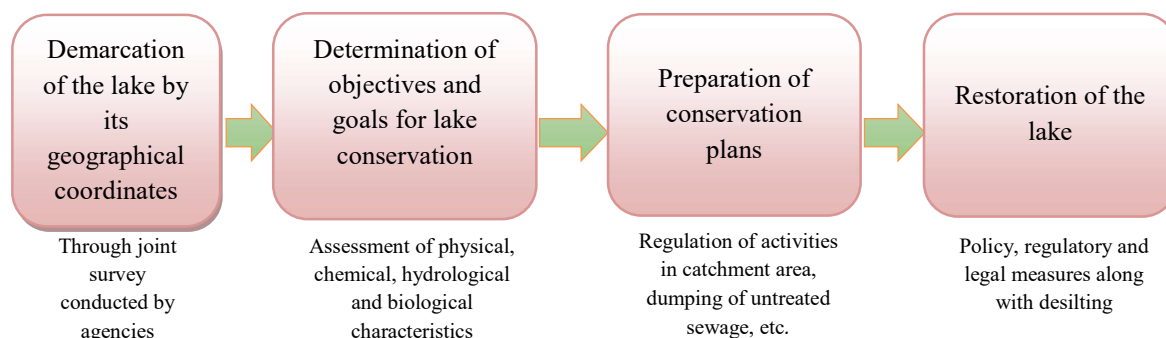 Demarcation
of the lake by
its
geographical
coordinates
Determination of
objectives and
goals for lake
conservation
Preparation of
conservation
plans
Restoration of the
lake
Through joint
survey
conducted by
agencies
Assessment of physical,
chemical, hydrological
and biological
characteristics
Regulation of activities
in catchment area,
dumping of untreated
sewage, etc.
Policy, regulatory and
legal measures along
with desilting